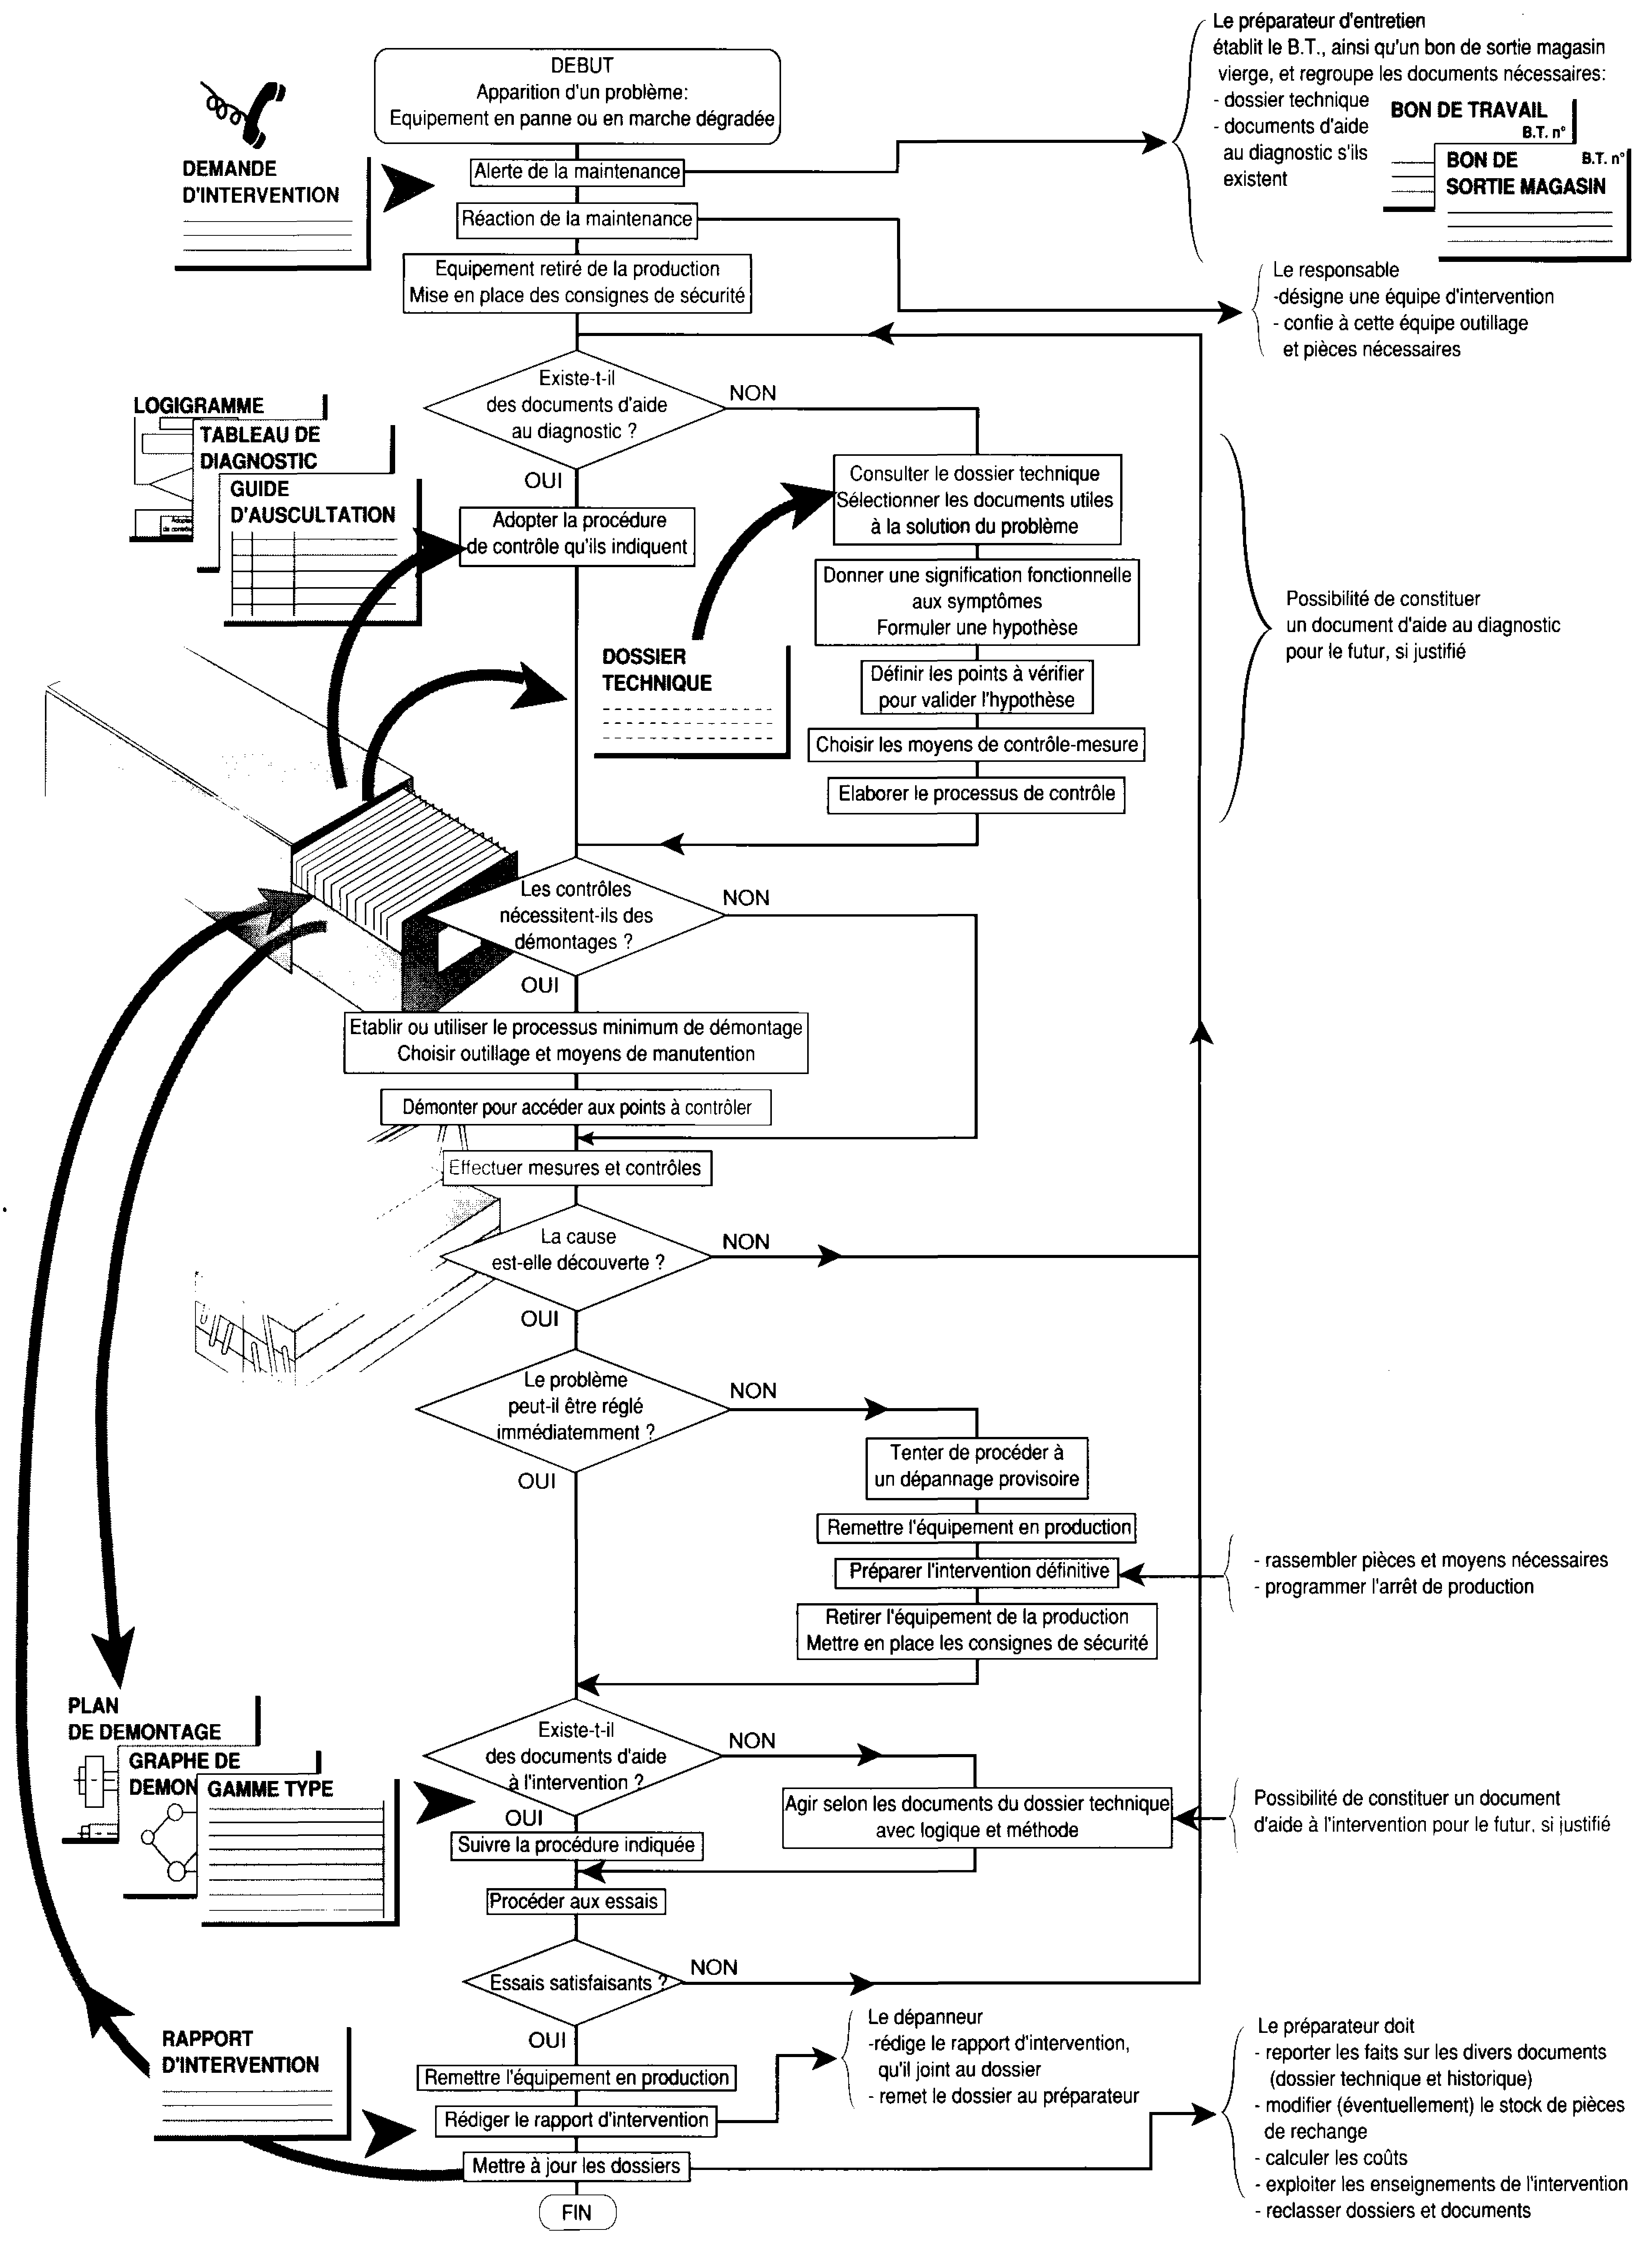 DEBUT
Apparition d'un problème:
Equipement en panne ou en marche dégradée
DEMANDE
D'INTERVENTION
Alerte de la maintenance
Réaction de la maintenance
Equipement retiré de la production
Mise en place des consignes de sécurité
Le préparateur d'entretien
établit le B.T., ainsi qu'un bon de sortie magasin
vierge, et regroupe les documents nécessaires:
- dossier technique
- documents d'aide
au diagnostic s'ils
existent
BON DE TRAVAIL
B.T. n°
BON DE B.T. n°
SORTIE MAGASIN
Le responsable
-désigne une équipe d'intervention
- confie à cette équipe outillage
et pièces nécessaires
Existe-t-il
des documents d'aide
au diagnostic ?
NON
OUI
LOGIGRAMME
TABLEAU DE
DIAGNOSTIC
GUIDE
D'AUSCULTATION
Adopter la procédure
de contrôle qu'ils indiquent
Consulter le dossier technique
Sélectionner les documents utiles
à la solution du problème
Donner une signification fonctionnelle
aux symptômes
Formuler une hypothèse
DOSSIER
TECHNIQUE
Définir les points à vérifier
pour valider l'hypothèse
Choisir les moyens de contrôle-mesure
Elaborer le processus de contrôle
Possibilité de constituer
un document d'aide au diagnostic
pour le futur, si justifié
Les contrôles
nécessitent-ils des
démontages ?
NON
OUI
Etablir ou utiliser le processus minimum de démontage
Choisir outillage et moyens de manutention
Démonter pour accéder aux points à contrôler
Effectuer mesures et contrôles
La cause
est-elle découverte ?
NON
OUI
Le problème
peut-il être réglé
immédiatemment ?
NON
OUI
Tenter de procéder à
un dépannage provisoire
Remettre l'équipement en production
Préparer l'intervention définitive
- rassembler pièces et moyens nécessaires
- programmer l'arrêt de production
Retirer l'équipement de la production
Mettre en place les consignes de sécurité
PLAN
DE DEMONTAGE
GRAPHE DE
DEMON
GAMME TYPE
Existe-t-il
des documents d'aide
à l'intervention ?
NON
OUI
Agir selon les documents du dossier technique
avec logique et méthode
Possibilité de constituer un document
d'aide à l'intervention pour le futur, si justifié
Suivre la procédure indiquée
Procéder aux essais
Essais satisfaisants ?
NON
OUI
RAPPORT
D'INTERVENTION
Remettre l'équipement en production
Rédiger le rapport d'intervention
Mettre à jour les dossiers
FIN
Le dépanneur
-rédige le rapport d'intervention,
qu'il joint au dossier
- remet le dossier au préparateur
Le préparateur doit
- reporter les faits sur les divers documents
(dossier technique et historique)
- modifier (éventuellement) le stock de pièces
de rechange
- calculer les coûts
- exploiter les enseignements de l'intervention
- reclasser dossiers et documents